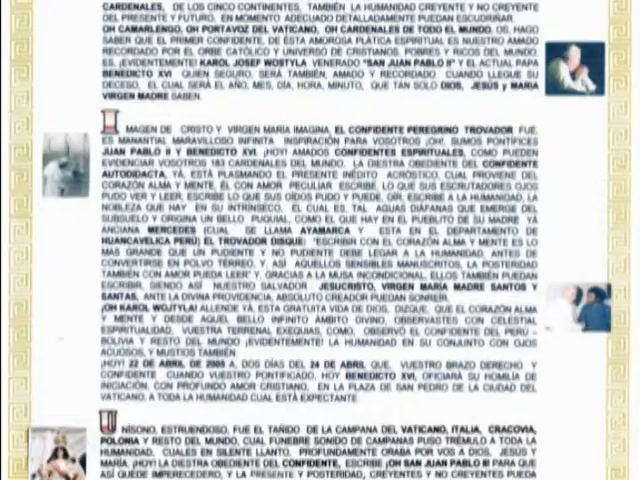 CARDENALES, DE LOS CINCO CONTINENTES, TAMBIÉN LA HUMANIDAD CREYENTE Y NO CREYENTE
DEL PRESENTE Y FUTURO, EN MOMENTO ADECUADO DETALLADAMENTE PUEDAN ESCUDRIÑAR.
OH CAMARLENGO, OH PORTAVOZ DEL VATICANO, OH CARDENALES DE TODO EL MUNDO, OS, HAGO
SABER QUE EL PRIMER CONFIDENTE, DE ÉSTA AMOROSA PLÁTICA ESPIRITUAL ES NUESTRO AMADO
RECORDADO POR EL ORBE CATÓLICO Y UNIVERSO DE CRISTIANOS, POBRES Y RICOS DEL MUNDO,
ES, ¡EVIDENTEMENTE! KAROL JOSEF WOSTYLA VENERADO "SAN JUAN PABLO II" Y EL ACTUAL PAPA
BENEDICTO XVI QUIEN SEGURO, SERÁ TAMBIÉN, AMADO Y RECORDADO CUANDO LLEGUE SU
DECESO, EL CUAL SERÁ EL AÑO, MES, DÍA, HORA, MINUTO, QUE TAN SOLO DIOS, JESÚS y MARÍA
VIRGEN MADRE SABEN.
IMAGEN DE CRISTO Y VIRGEN MARÍA IMAGINA, EL CONFIDENTE PEREGRINO TROVADOR FUE,
ES MANANTIAL MARAVILLOSO INFINITA INSPIRACIÓN PARA VOSOTROS ¡OH!, SUMOS PONTÍFICES
JUAN PABLO II Y BENEDICTO XVI, ¡HOY! AMADOS CONFIDENTES ESPIRITUALES, COMO PUEDEN
EVIDENCIAR VOSOTROS 183 CARDENALES DEL MUNDO, LA DIESTRA OBEDIENTE DEL CONFIDENTE
AUTODIDACTA, YÁ, ESTÁ PLASMANDO EL PRESENTE INÉDITO ACRÓSTICO, CUAL PROVIENE DEL
CORAZÓN ALMA Y MENTE, ÉL CON AMOR PECULIAR ESCRIBE, LO QUE SUS ESCRUTADORES OJOS
PUDO VER Y LEER, ESCRIBE LO QUE SUS OÍDOS PUDO Y PUEDE, OIR, ESCRIBE A LA HUMANIDAD, LA
NOBLEZA QUE HAY EN SU INTRÍNSECO, EL CUAL ES, TAL AGUAS DIÁFANAS QUE EMERGE DEL
SUBSUELO Y ORIGINA UN BELLO PUQUIAL, COMO EL QUE HAY EN EL PUEBLITO DE SU MADRE YÁ
ANCIANA MERCEDES (CUAL SE LLAMA AYAMARCA Y ESTA EN EL DEPARTAMENTO DE
HUANCAVELICA PERÚ) EL TROVADOR DISQUE: "ESCRIBIR CON EL CORAZÓN ALMA Y MENTE ES LO
MAS GRANDE QUE UN PUDIENTE Y NO PUDIENTE DEBE LEGAR A LA HUMANIDAD, ANTES DE
CONVERTIRSE EN POLVO TÉRREO, Y, ASÍ AQUELLOS SENSIBLES MANUSCRITOS, LA POSTERIDAD
TAMBIÉN CON AMOR PUEDA LEER" Y, GRACIAS A LA MUSA INCONDICIONAL, ELLOS TAMBIÉN PUEDAN
ESCRIBIR, SIENDO ASÍ NUESTRO SALVADOR JESUCRISTO, VIRGEN MARÍA MADRE SANTOS Y
SANTAS, ANTE LA DIVINA PROVIDENCIA, ABSOLUTO CREADOR PUEDAN SONREIR.
¡OH KAROL WOJTYLA! ALLENDE YÁ, ESTA GRATUITA VIDA DE DIOS, DIZQUE, QUE EL CORAZÓN ALMA
Y MENTE Y DESDE AQUEL BELLO INFINITO ÁMBITO DIVINO, OBSERVASTES CON CELESTIAL
ESPIRITUALIDAD, VUESTRA TERRENAL EXEQUIAS, COMO, OBSERVO EL CONFIDENTE DEL PERÚ –
BOLIVIA Y RESTO DEL MUNDO ¡EVIDENTEMENTE! LA HUMANIDAD EN SU CONJUNTO CON OJOS
ACUOSOS, Y MUSTIOS TAMBIÉN.
¡HOY! 22 DE ABRIL DE 2005 A, DOS DÍAS DEL 24 DE ABRIL QUE, VUESTRO BRAZO DERECHO Y
CONFIDENTE CUANDO VUESTRO PONTIFICADO, HOY BENEDICTO XVI, OFICIARÁ SU HOMILÍA DE
INICIACIÓN, CON PROFUNDO AMOR CRISTIANO, EN LA PLAZA DE SAN PEDRO DE LA CIUDAD DEL
VATICANO, A TODA LA HUMANIDAD CUAL ESTÁ EXPECTANTE.
UNÍSONO, ESTRUENDOSO, FUE EL TAÑIDO DE LA CAMPANA DEL VATICANO, ITALIA, CRACOVIA,
POLONIA Y RESTO DEL MUNDO, CUAL FÚNEBRE SONIDO DE CAMPANAS PUSO TRÉMULO A TODA LA
HUMANIDAD, CUALES EN SILENTE LLANTO, PROFUNDAMENTE ORABA POR VOS A DIOS, JESÚS Y
MARÍA, ¡HOY! LA DIESTRA OBEDIENTE DEL CONFIDENTE, ESCRIBE ¡OH SAN JUAN PABLO II! PARA QUE
ASÍ QUEDE IMPERECEDERO, Y LA PRESENTE Y POSTERIDAD, CREYENTES Y NO CREYENTES PUEDA